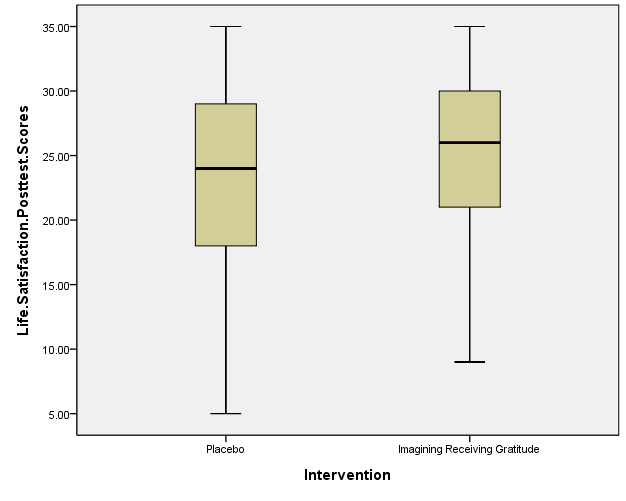 Life.Satisfaction.Posttest.Scores
35.00
30.00
25.00
20.00
15.00
10.00
5.00
Placebo
Imagining Receiving Gratitude
Intervention